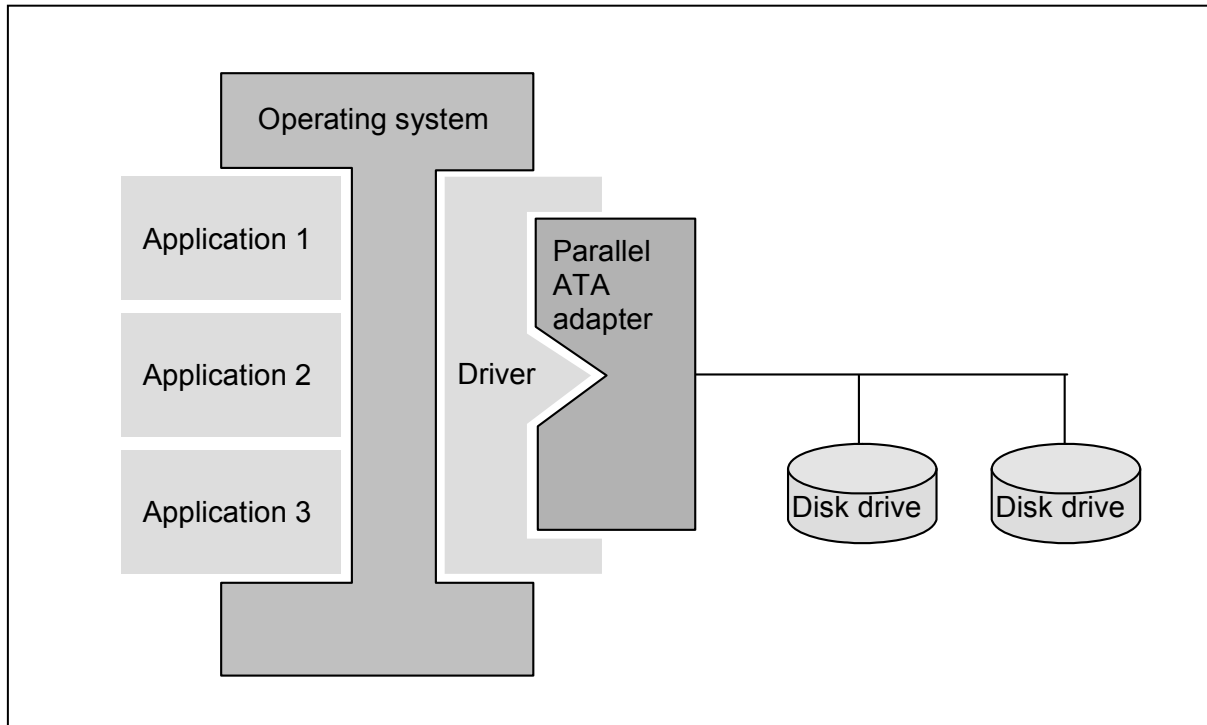 Operating system
Application 1
Parallel
ATA
adapter
Application 2
Driver
Application 3
Disk drive
Disk drive